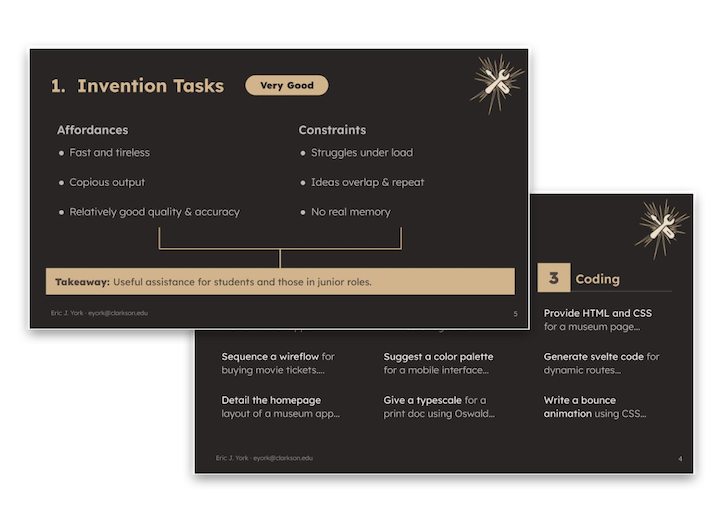 1. Invention Tasks
Very Good
Affordances
● Fast and tireless
● Copious output
● Relatively good quality & accuracy
Constraints
● Struggles under load
● Ideas overlap & repeat
● No real memory
Takeaway: Useful assistance for students and those in junior roles.
Eric J. York · eyork@clarkson.edu
5
3 Coding
Provide HTML and CSS
for a museum page...
Sequence a wireflow for
buying movie tickets....
Suggest a color palette
for a mobile interface...
Generate svelte code for
dynamic routes...
Detail the homepage
layout of a museum app...
Give a typescale for a
print doc using Oswald...
Write a bounce
animation using CSS...
Eric J. York · eyork@clarkson.edu
4